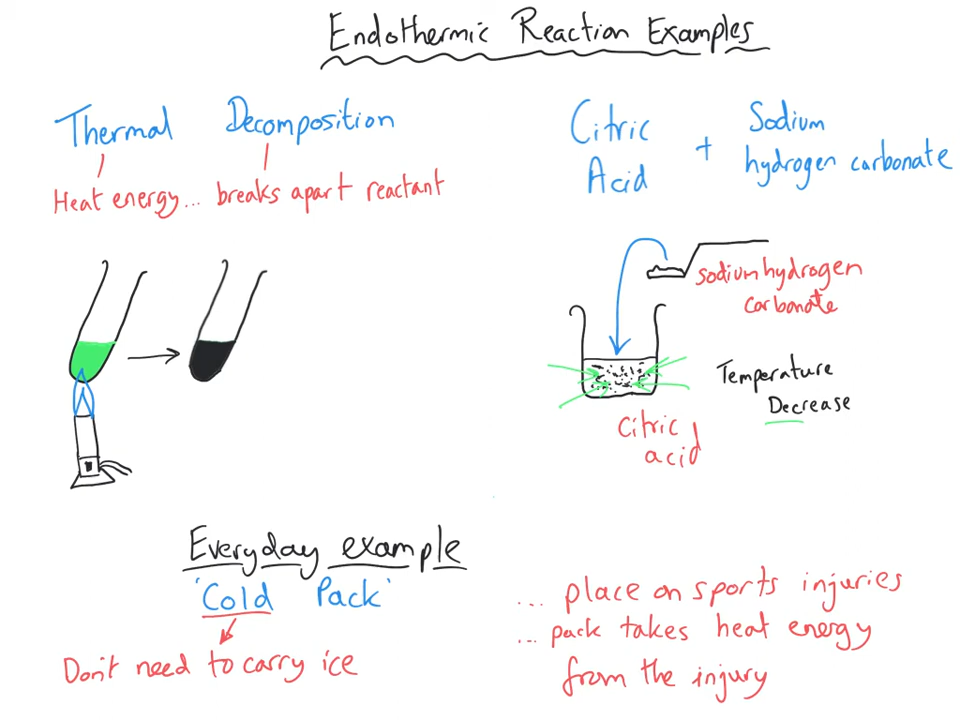 Endothermic Reaction Examples
Thermal Decomposition
Heat energy... breaks apart reactant
Citric Acid + Sodium hydrogen carbonate
sodium hydrogen
carbonate
Temperature
Decrease
Citric
acid
Everyday example
'Cold Pack'
Don't need to carry ice
... place on sports injuries
... pack takes heat energy
from the injury